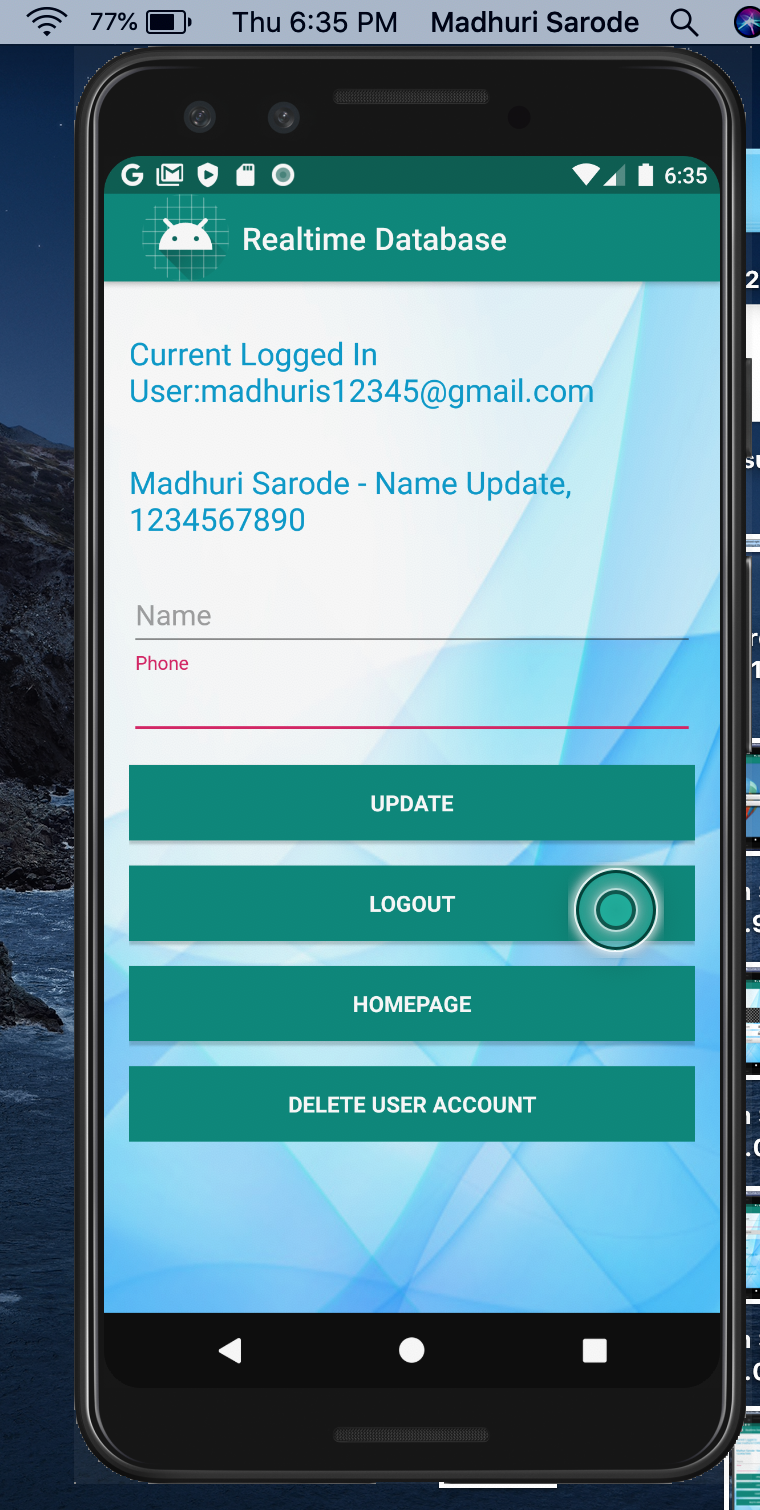 77% Thu 6:35 PM Madhuri Sarode
6:35
Realtime Database
Current Logged In
User:madhuris12345@gmail.com
Madhuri Sarode - Name Update,
1234567890
Name
Phone
UPDATE
LOGOUT
HOMEPAGE
DELETE USER ACCOUNT